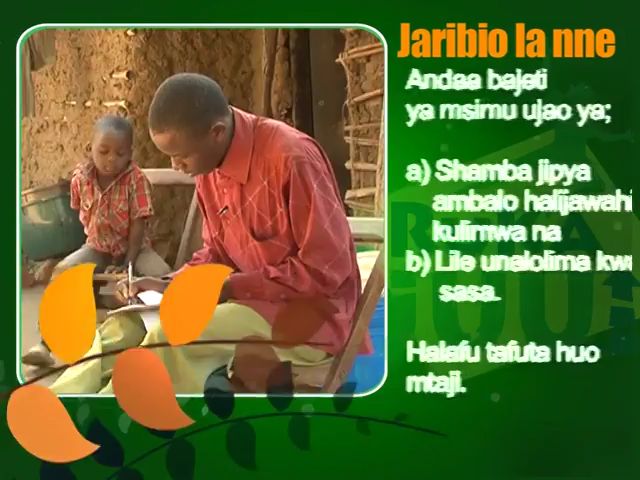 Jaribio la nne
Andaa bajeti
ya msimu ujao ya;
a) Shamba jipya
ambalo halijawahi
kulimwa na
b) Lile unalolima kwa
sasa.
Halafu tafuta huo
mtaji.